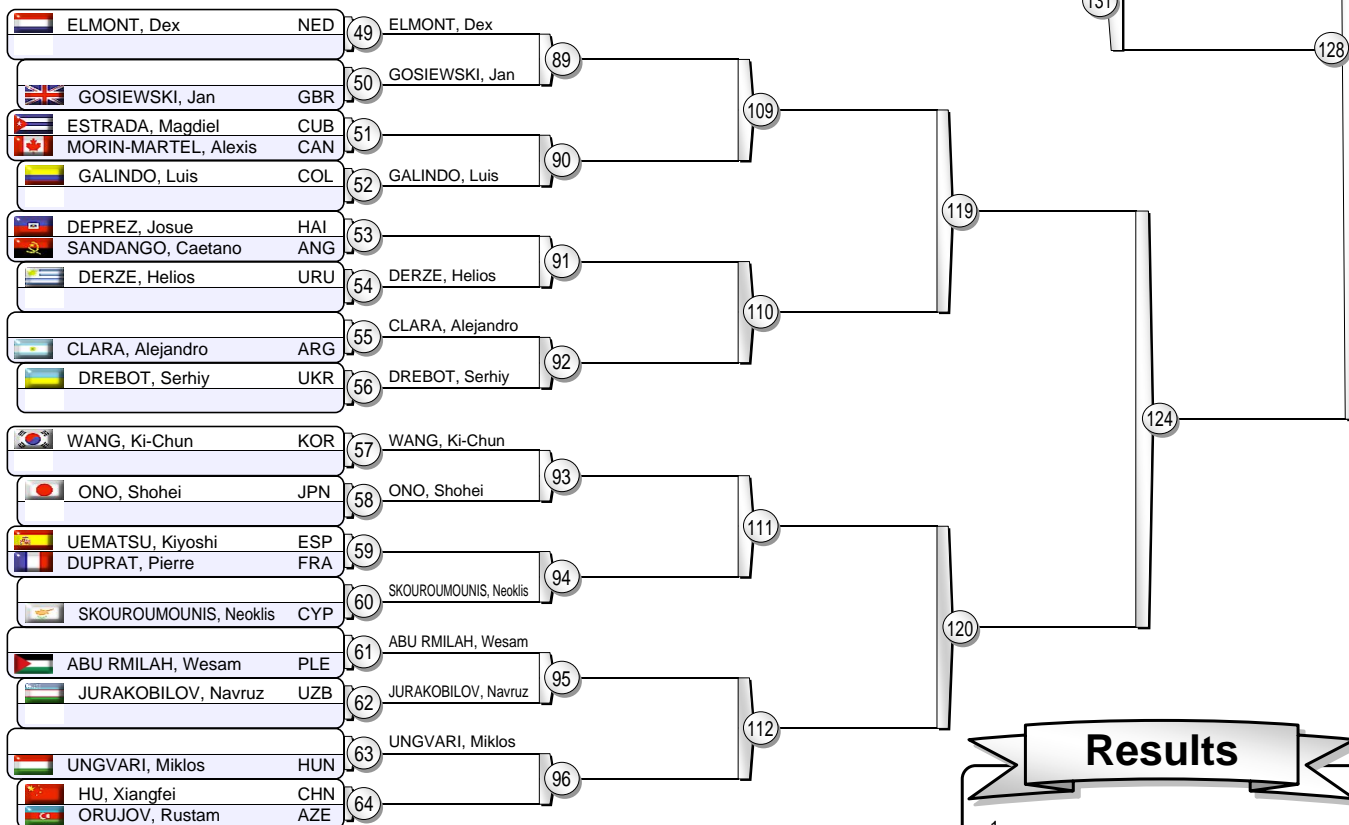 131
128
ELMONT, Dex NED 49 ELMONT, Dex
89
50 GOSIEWSKI, Jan
GOSIEWSKI, Jan GBR
109
ESTRADA, Magdiel CUB 51
MORIN-MARTEL, Alexis CAN
90
GALINDO, Luis COL 52 GALINDO, Luis
119
DEPREZ, Josue HAI 53
SANDANGO, Caetano ANG
91
DERZE, Helios URU 54 DERZE, Helios
110
55 CLARA, Alejandro
CLARA, Alejandro ARG
92
DREBOT, Serhiy UKR 56 DREBOT, Serhiy
124
WANG, Ki-Chun KOR 57 WANG, Ki-Chun
93
ONO, Shohei JPN 58 ONO, Shohei
111
UEMATSU, Kiyoshi ESP 59
DUPRAT, Pierre FRA
94
60 SKOUROUMOUNIS, Neoklis
SKOUROUMOUNIS, Neoklis CYP
120
61 ABU RMILAH, Wesam
ABU RMILAH, Wesam PLE
95
JURAKOBILOV, Navruz UZB 62 JURAKOBILOV, Navruz
112
63 UNGVARI, Miklos
UNGVARI, Miklos HUN
96
HU, Xiangfei CHN 64
ORUJOV, Rustam AZE
Results